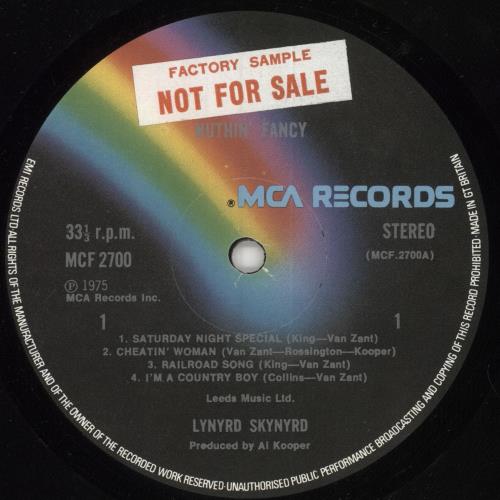 FACTORY SAMPLE
NOT FOR SALE
NUTHIN' FANCY
® MCA RECORDS
33⅓ r.p.m.
STEREO
MCF 2700
(MCF.2700A)
Ⓟ 1975
MCA Records Inc.
1
1
1. SATURDAY NIGHT SPECIAL (King—Van Zant)
2. CHEATIN' WOMAN (Van Zant—Rossington—Kooper)
3. RAILROAD SONG (King—Van Zant)
4. I'M A COUNTRY BOY (Collins—Van Zant)
Leeds Music Ltd.
LYNYRD SKYNYRD
Produced by Al Kooper
EMI RECORDS LTD·ALL RIGHTS OF THE MANUFACTURER AND OF THE OWNER OF THE RECORDED WORK RESERVED·UNAUTHORISED PUBLIC PERFORMANCE BROADCASTING AND COPYING OF THIS RECORD PROHIBITED·MADE IN GT BRITAIN